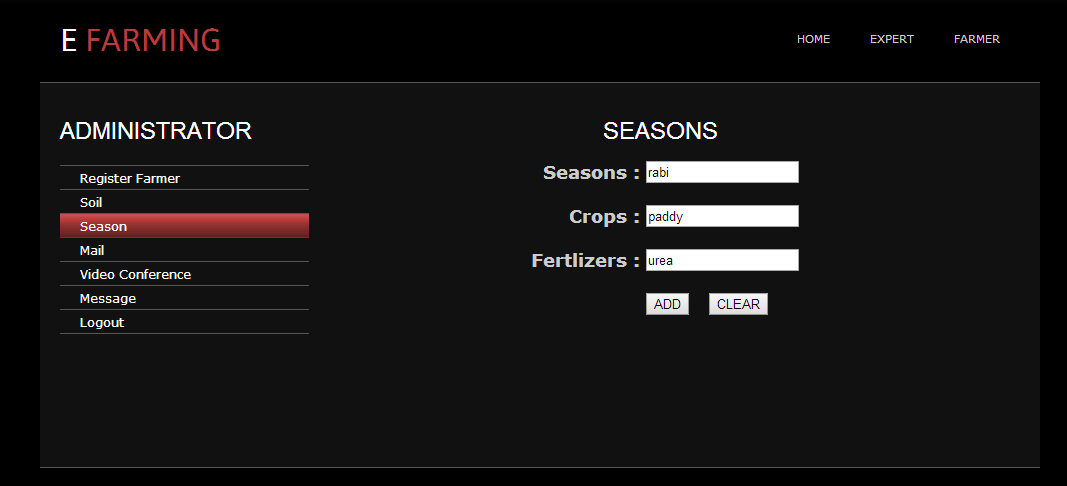 E FARMING
HOME EXPERT FARMER
ADMINISTRATOR
Register Farmer
Soil
Season
Mail
Video Conference
Message
Logout
SEASONS
Seasons : rabi
Crops : paddy
Fertlizers : urea
ADD CLEAR